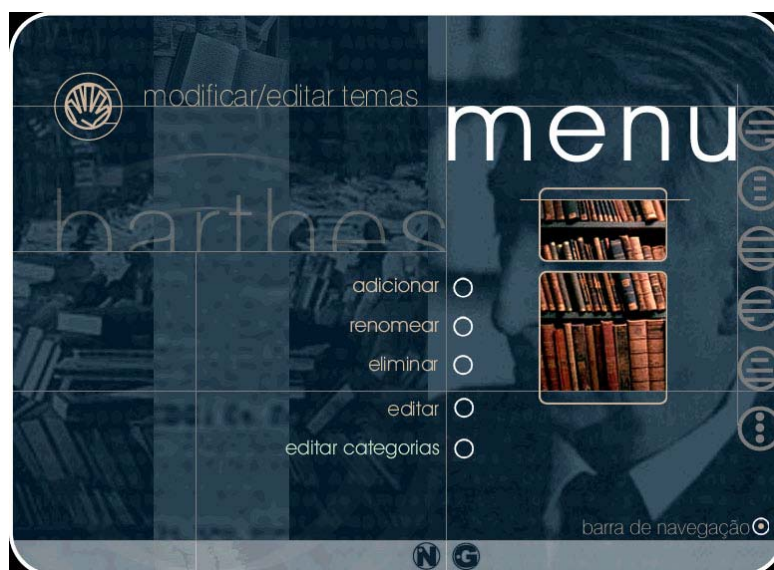 modificar/editar temas
menu
barthes
adicionar
renomear
eliminar
editar
editar categorias
barra de navegação
N G